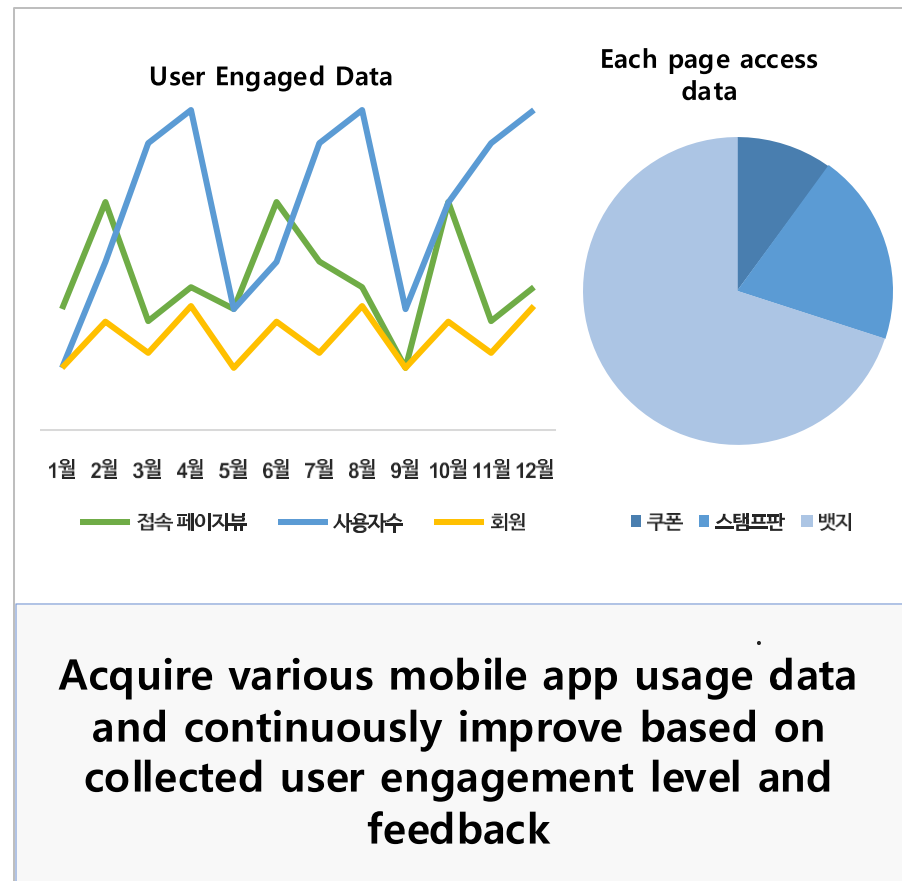 User Engaged Data
Each page access
data
1월 2월 3월 4월 5월 6월 7월 8월 9월 10월 11월 12월
접속 페이지뷰 사용자수 회원
쿠폰 스탬프판 뱃지
.
Acquire various mobile app usage data
and continuously improve based on
collected user engagement level and
feedback